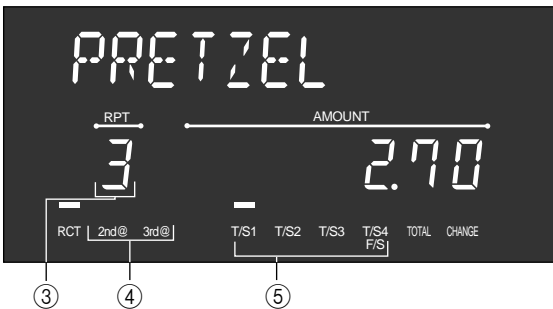 PRETZEL
RPT AMOUNT
3 2.70
③
RCT 2nd@ 3rd@ T/S1 T/S2 T/S3 T/S4 TOTAL CHANGE
F/S
④ ⑤